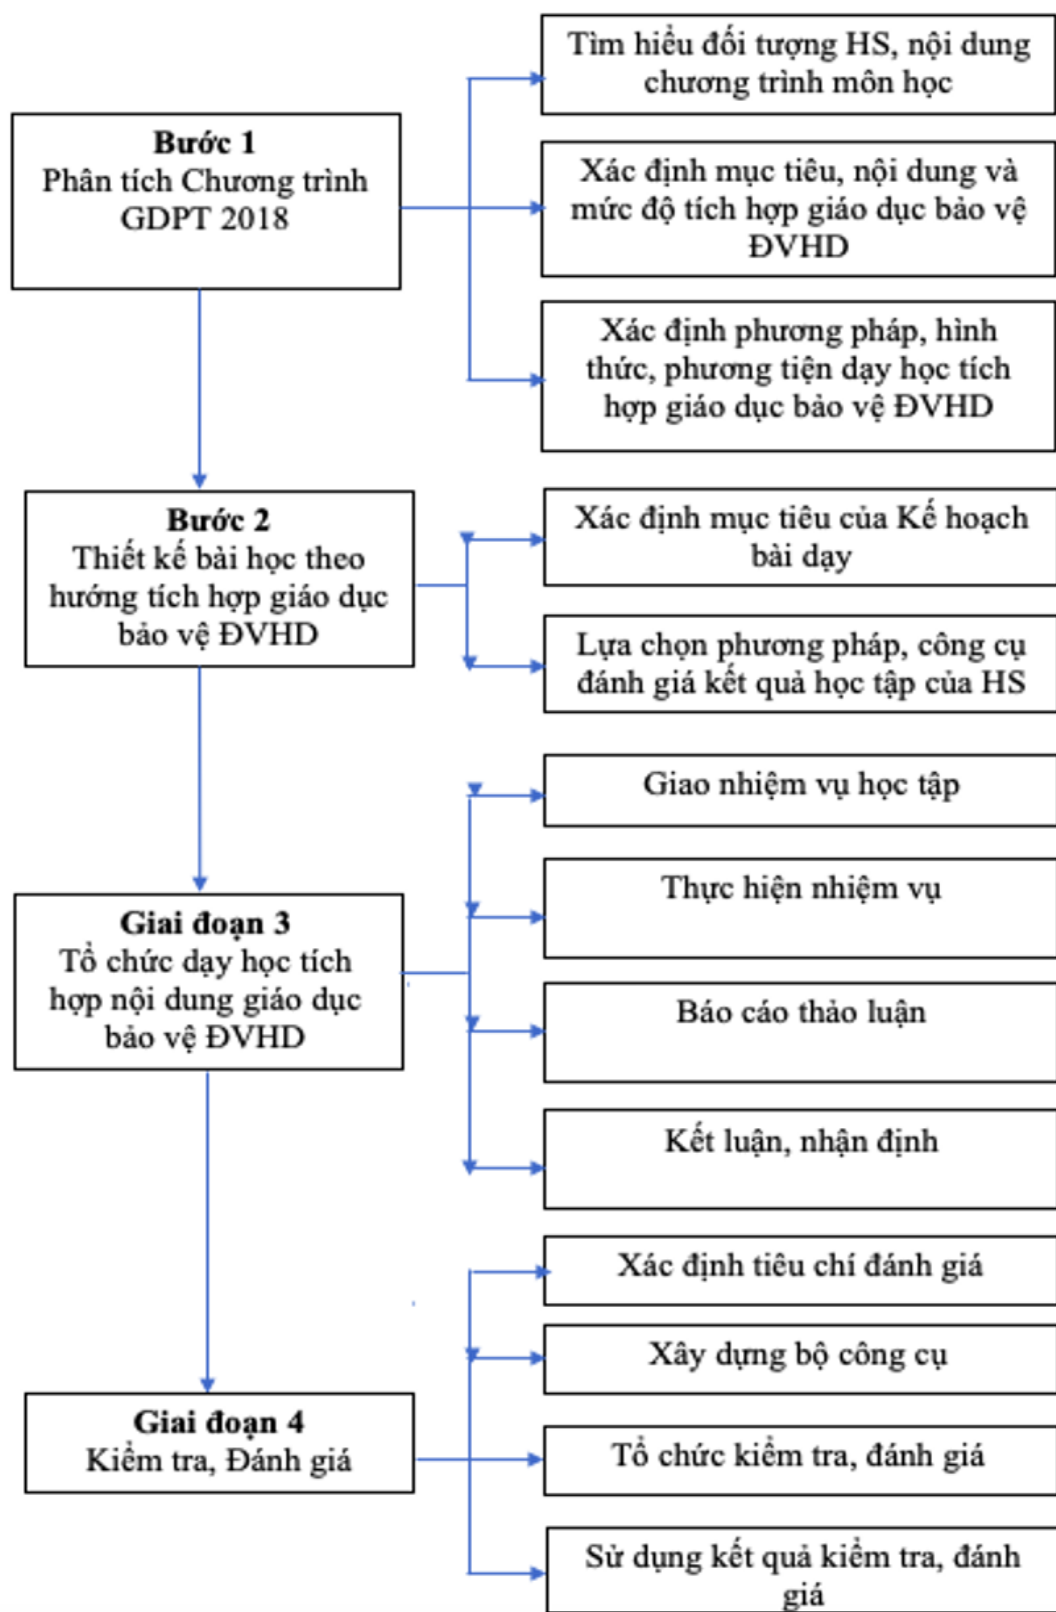 Bước 1
Phân tích Chương trình
GDPT 2018
Tìm hiểu đối tượng HS, nội dung
chương trình môn học
Xác định mục tiêu, nội dung và
mức độ tích hợp giáo dục bảo vệ
ĐVHD
Xác định phương pháp, hình
thức, phương tiện dạy học tích
hợp giáo dục bảo vệ ĐVHD
Bước 2
Thiết kế bài học theo
hướng tích hợp giáo dục
bảo vệ ĐVHD
Xác định mục tiêu của Kế hoạch
bài dạy
Lựa chọn phương pháp, công cụ
đánh giá kết quả học tập của HS
Giai đoạn 3
Tổ chức dạy học tích
hợp nội dung giáo dục
bảo vệ ĐVHD
Giao nhiệm vụ học tập
Thực hiện nhiệm vụ
Báo cáo thảo luận
Kết luận, nhận định
Giai đoạn 4
Kiểm tra, Đánh giá
Xác định tiêu chí đánh giá
Xây dựng bộ công cụ
Tổ chức kiểm tra, đánh giá
Sử dụng kết quả kiểm tra, đánh
giá